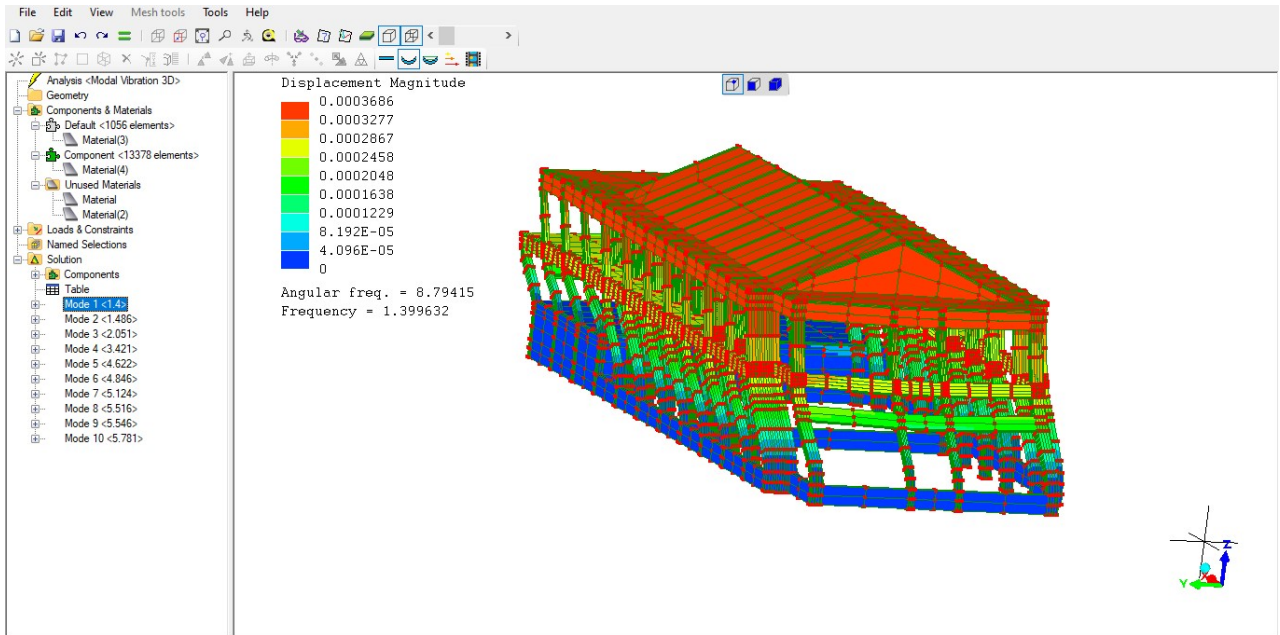 File Edit View Mesh tools Tools Help
Analysis <Modal Vibration 3D>
Geometry
Components & Materials
Default <1056 elements>
Material(3)
Component <13378 elements>
Material(4)
Unused Materials
Material
Material(2)
Loads & Constraints
Named Selections
Solution
Components
Table
Mode 1 <1.4>
Mode 2 <1.486>
Mode 3 <2.051>
Mode 4 <3.421>
Mode 5 <4.622>
Mode 6 <4.846>
Mode 7 <5.124>
Mode 8 <5.516>
Mode 9 <5.546>
Mode 10 <5.781>
Displacement Magnitude
0.0003686
0.0003277
0.0002867
0.0002458
0.0002048
0.0001638
0.0001229
8.192E-05
4.096E-05
0
Angular freq. = 8.79415
Frequency = 1.399632
Z
Y